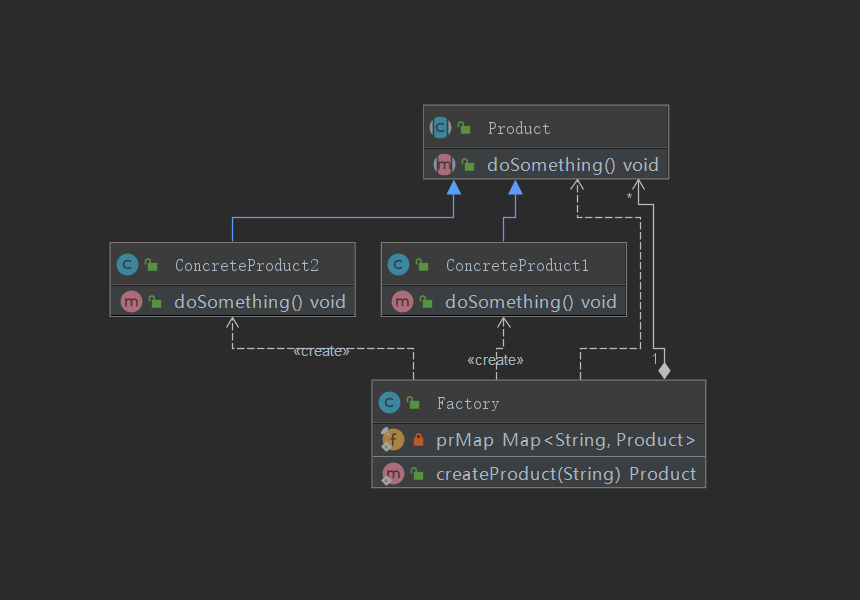 Product
doSomething() void
*
ConcreteProduct2
ConcreteProduct1
doSomething() void
doSomething() void
«create»
«create»
1
Factory
prMap Map<String, Product>
createProduct(String) Product